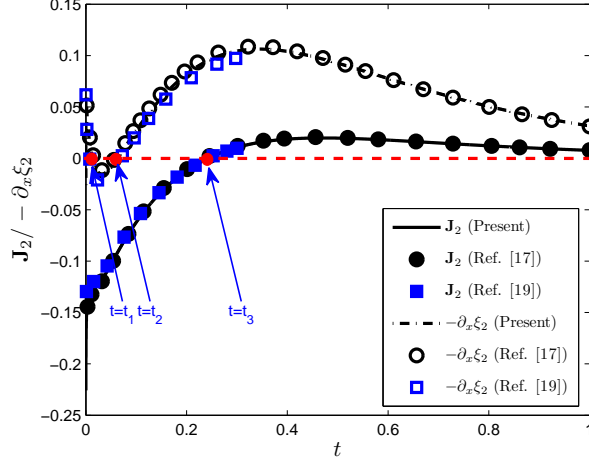 0.15
0.1
0.05
0
−0.05
−0.1
−0.15
−0.2
−0.25
J₂/ − ∂ₓξ₂
t=t₁ t=t₂ t=t₃
J₂ (Present)
J₂ (Ref. [17])
J₂ (Ref. [19])
−∂ₓξ₂ (Present)
−∂ₓξ₂ (Ref. [17])
−∂ₓξ₂ (Ref. [19])
0 0.2 0.4 0.6 0.8 1
t